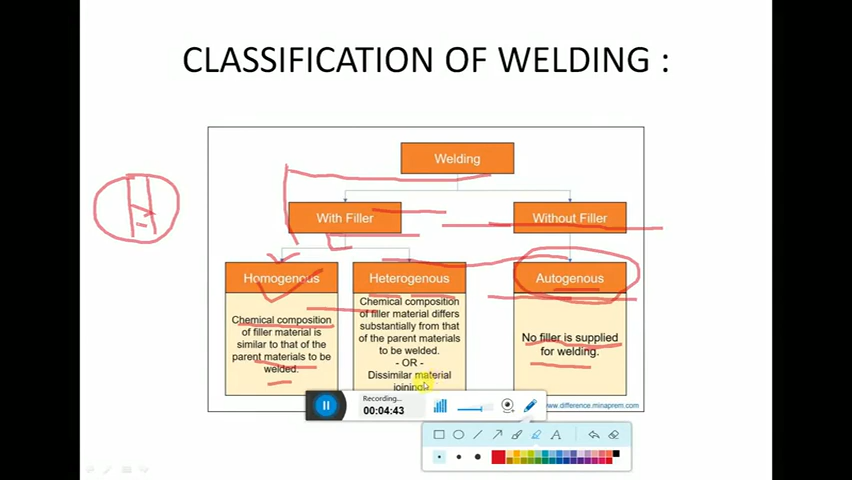 CLASSIFICATION OF WELDING :
Welding
With Filler
Without Filler
Homogenous
Heterogenous
Autogenous
Chemical composition
of filler material is
similar to that of the
parent materials to be
welded.
Chemical composition
of filler material differs
substantially from that
of the parent materials
to be welded.
- OR -
Dissimilar material
joining.
No filler is supplied
for welding.
Recording...
00:04:43
www.difference.minaprem.com
A